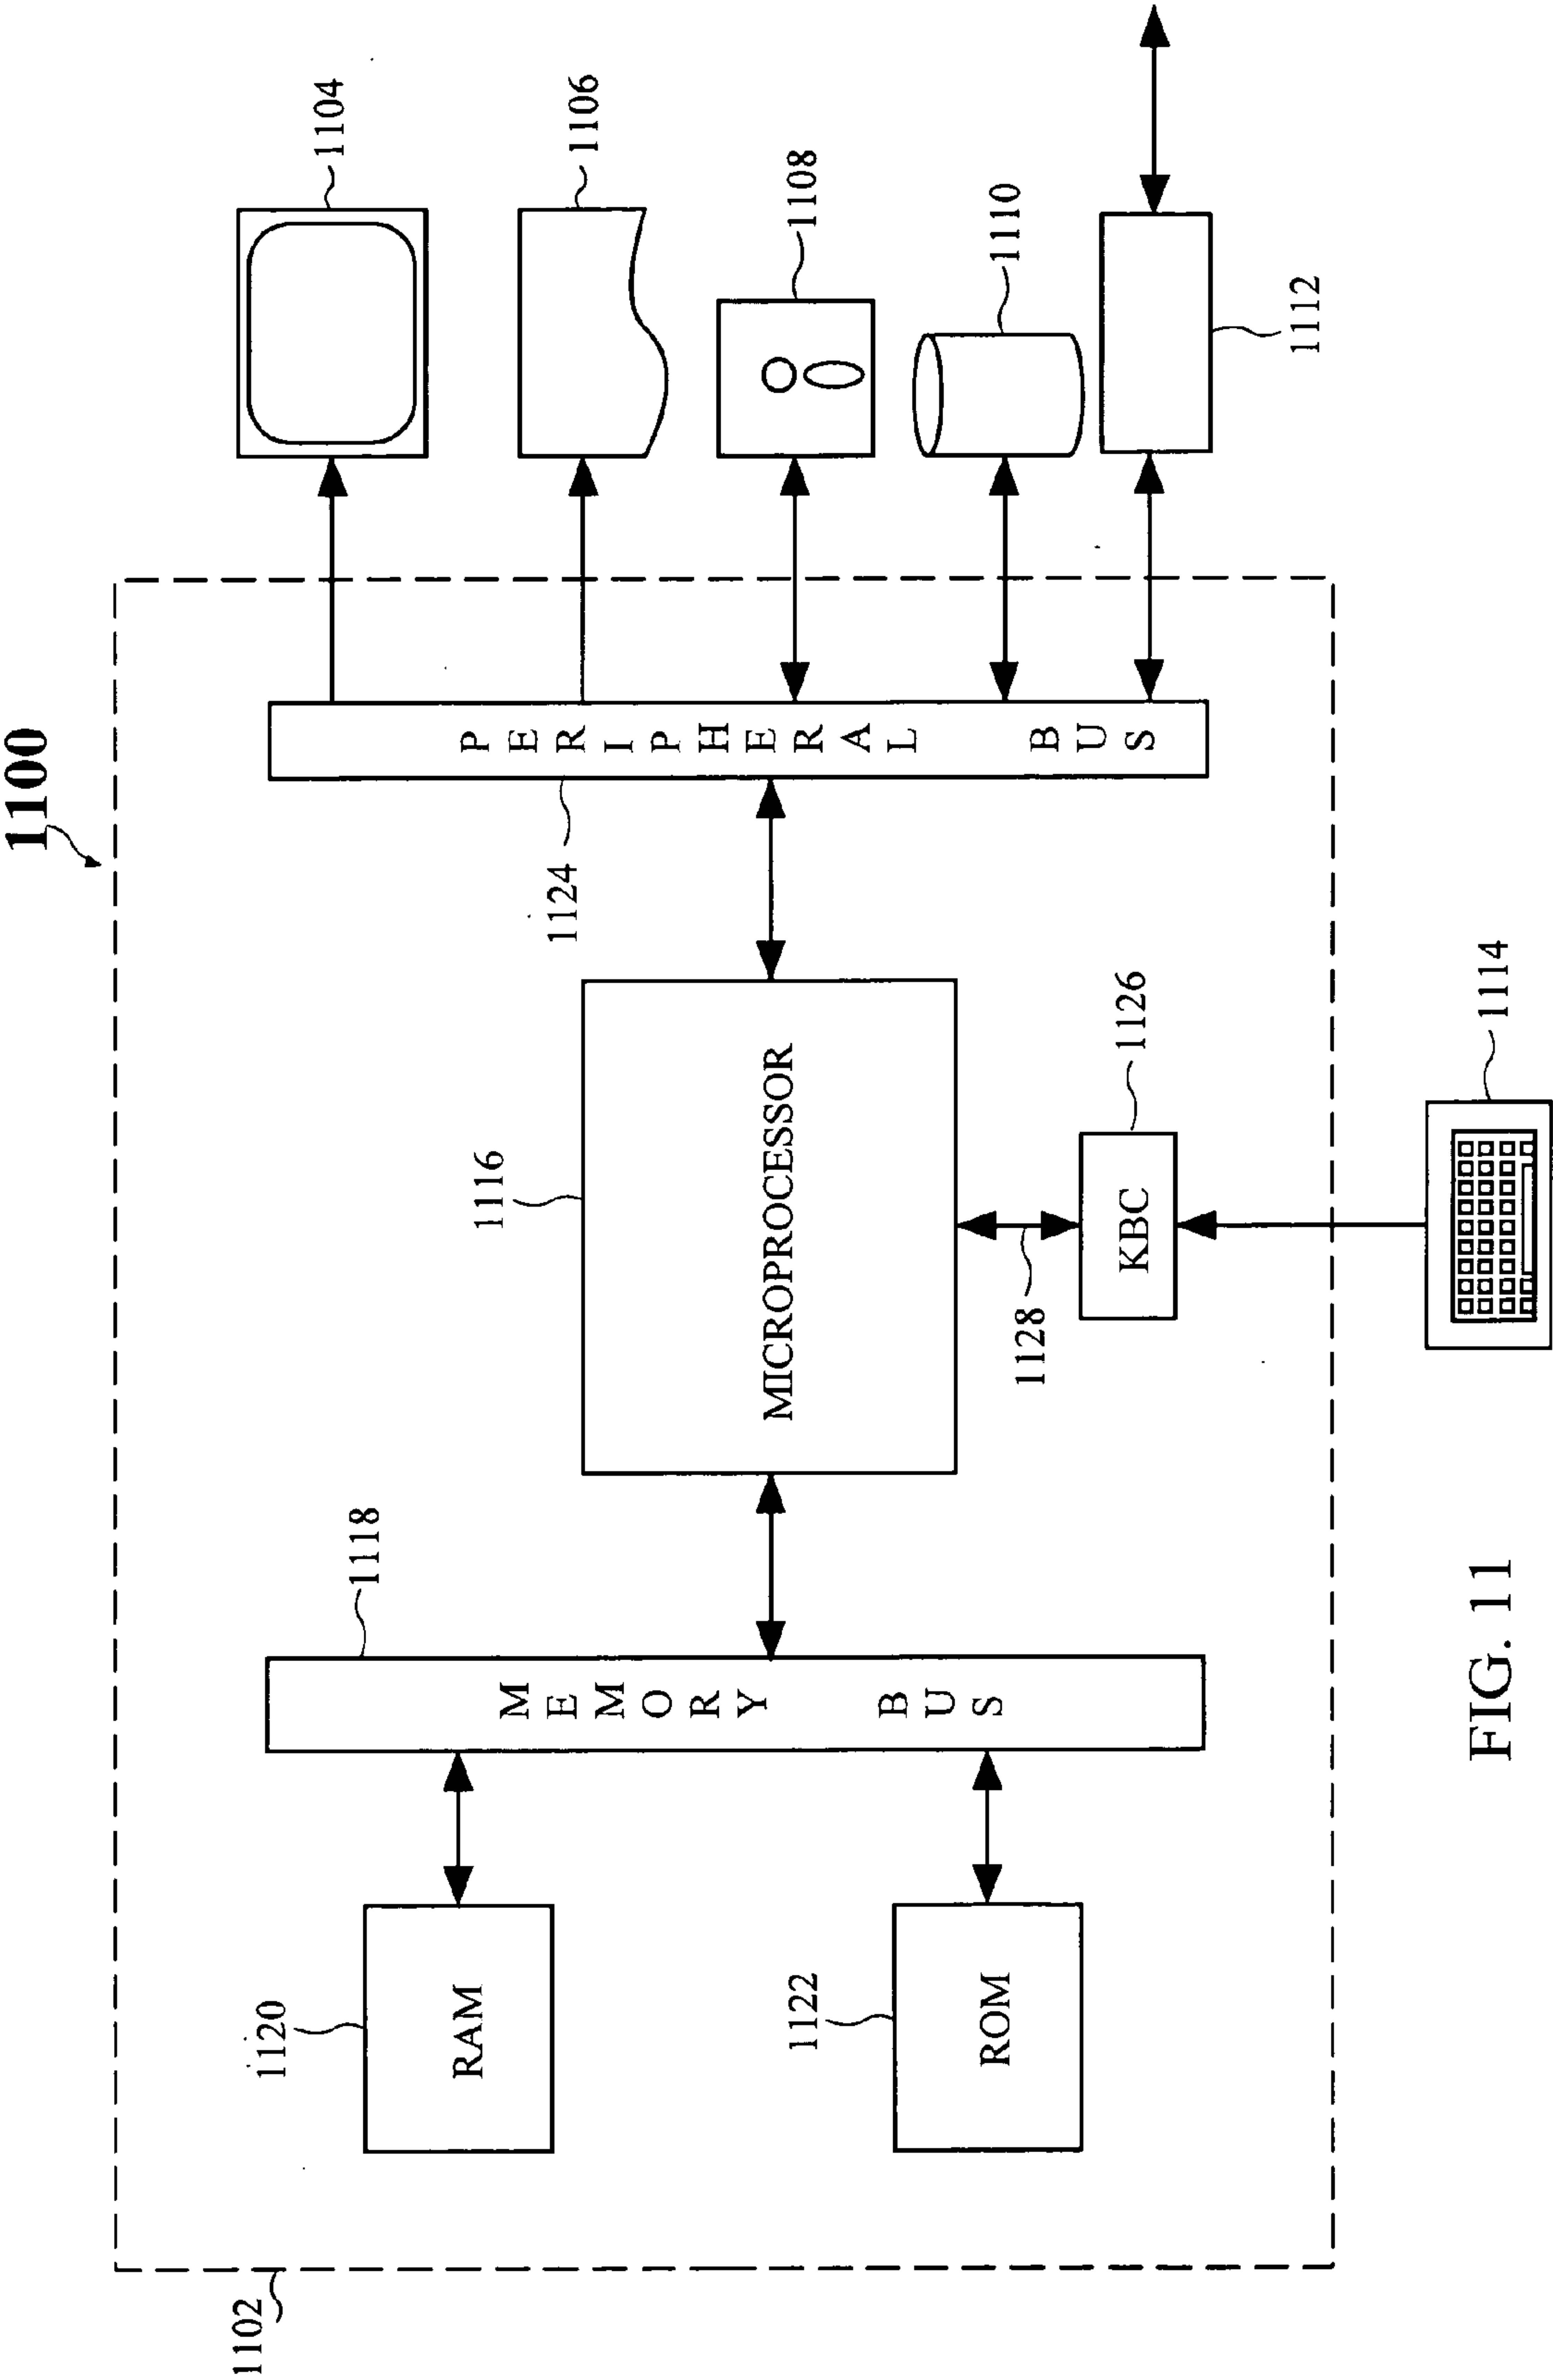 1100
1102
1120
RAM
1122
ROM
1118
MEMORY BUS
1116
MICROPROCESSOR
1128
KBC
1126
1124
PERIPHERAL BUS
1104
1106
1108
1110
1112
1114
FIG. 11